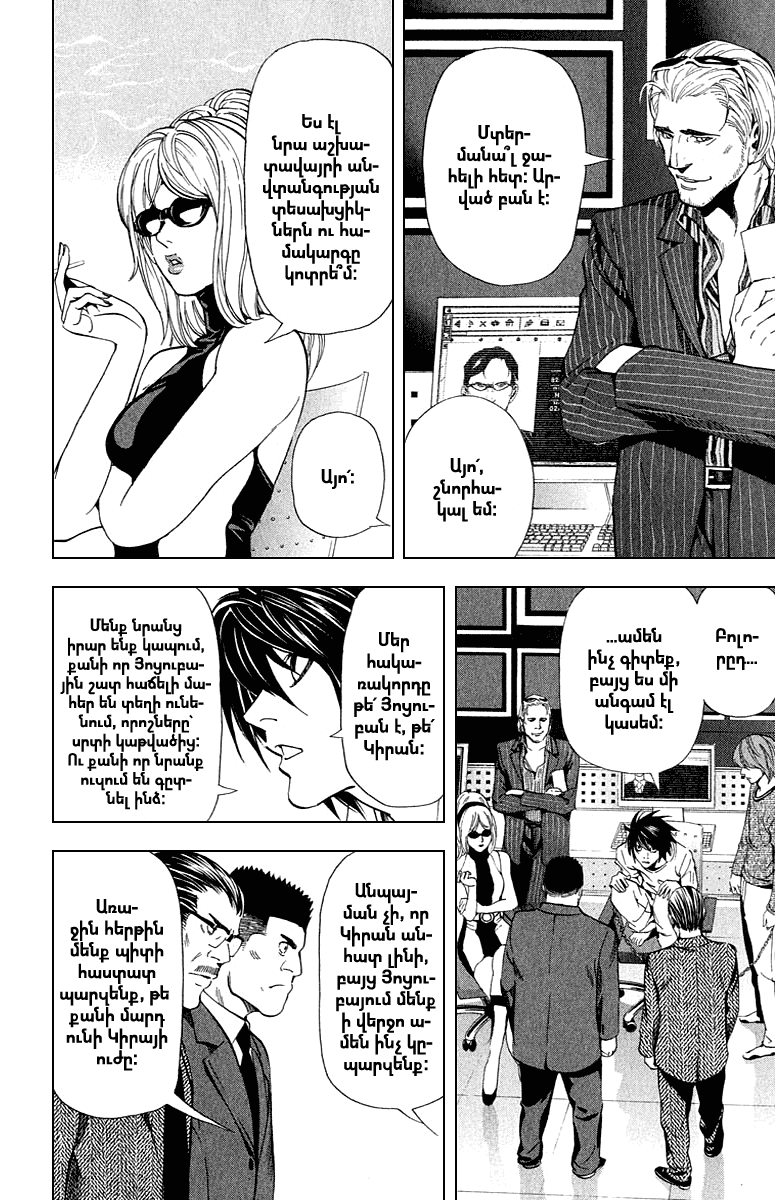 Մտեր-
մանա՞լ ջա-
հելի հետ: Ար-
ված բան է:
Այո՛,
շնորհա-
կալ եմ:
Ես էլ
նրա աշխա-
տավայրի ան-
վտանգության
տեսախցիկ-
ներն ու հա-
մակարգը
կոտրե՞մ:
Այո՛:
Բոլո-
րըդ...
...ամեն
ինչ գիտեք,
բայց ես մի
անգամ էլ
կասեմ:
Մեր
հակա-
ռակորդը
թե՛ Յոցու-
բան է, թե՛
Կիրան:
Մենք նրանց
իրար ենք կապում,
քանի որ Յոցուբա-
յին շատ հաճելի մա-
հեր են տեղի ունե-
նում, որոշները՝
սրտի կաթվածից:
Ու քանի որ նրանք
ուզում են գըտ-
նել ինձ:
Անպայ-
ման չի, որ
Կիրան ան-
հատ լինի,
բայց Յոցու-
բայում մենք
ի վերջո ա-
մեն ինչ կը-
պարզենք:
Առա-
ջին հերթին
մենք պիտի
հաստատ
պարզենք, թե
քանի մարդ
ունի Կիրայի
ուժը: